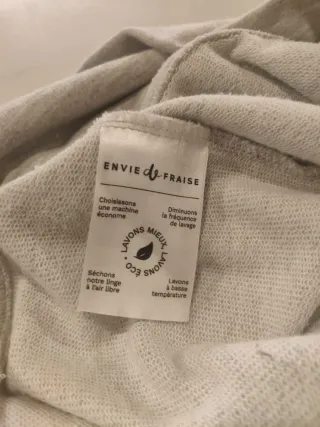 ENVIE de FRAISE
Choisissons
une machine
économe
Diminuons
la fréquence
de lavage
LAVONS MIEUX, LAVONS ÉCO •
Séchons
notre linge
à l'air libre
Lavons
à basse
température